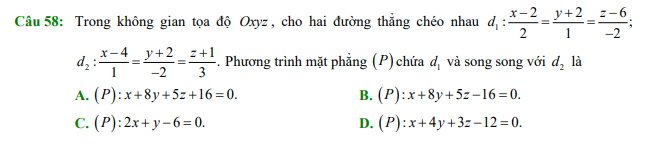 Câu 58: Trong không gian tọa độ Oxyz, cho hai đường thẳng chéo nhau d₁: (x−2)/2 = (y+2)/1 = (z−6)/−2;
d₂: (x−4)/1 = (y+2)/−2 = (z+1)/3. Phương trình mặt phẳng (P) chứa d₁ và song song với d₂ là
A. (P): x+8y+5z+16=0. B. (P): x+8y+5z−16=0.
C. (P): 2x+y−6=0. D. (P): x+4y+3z−12=0.